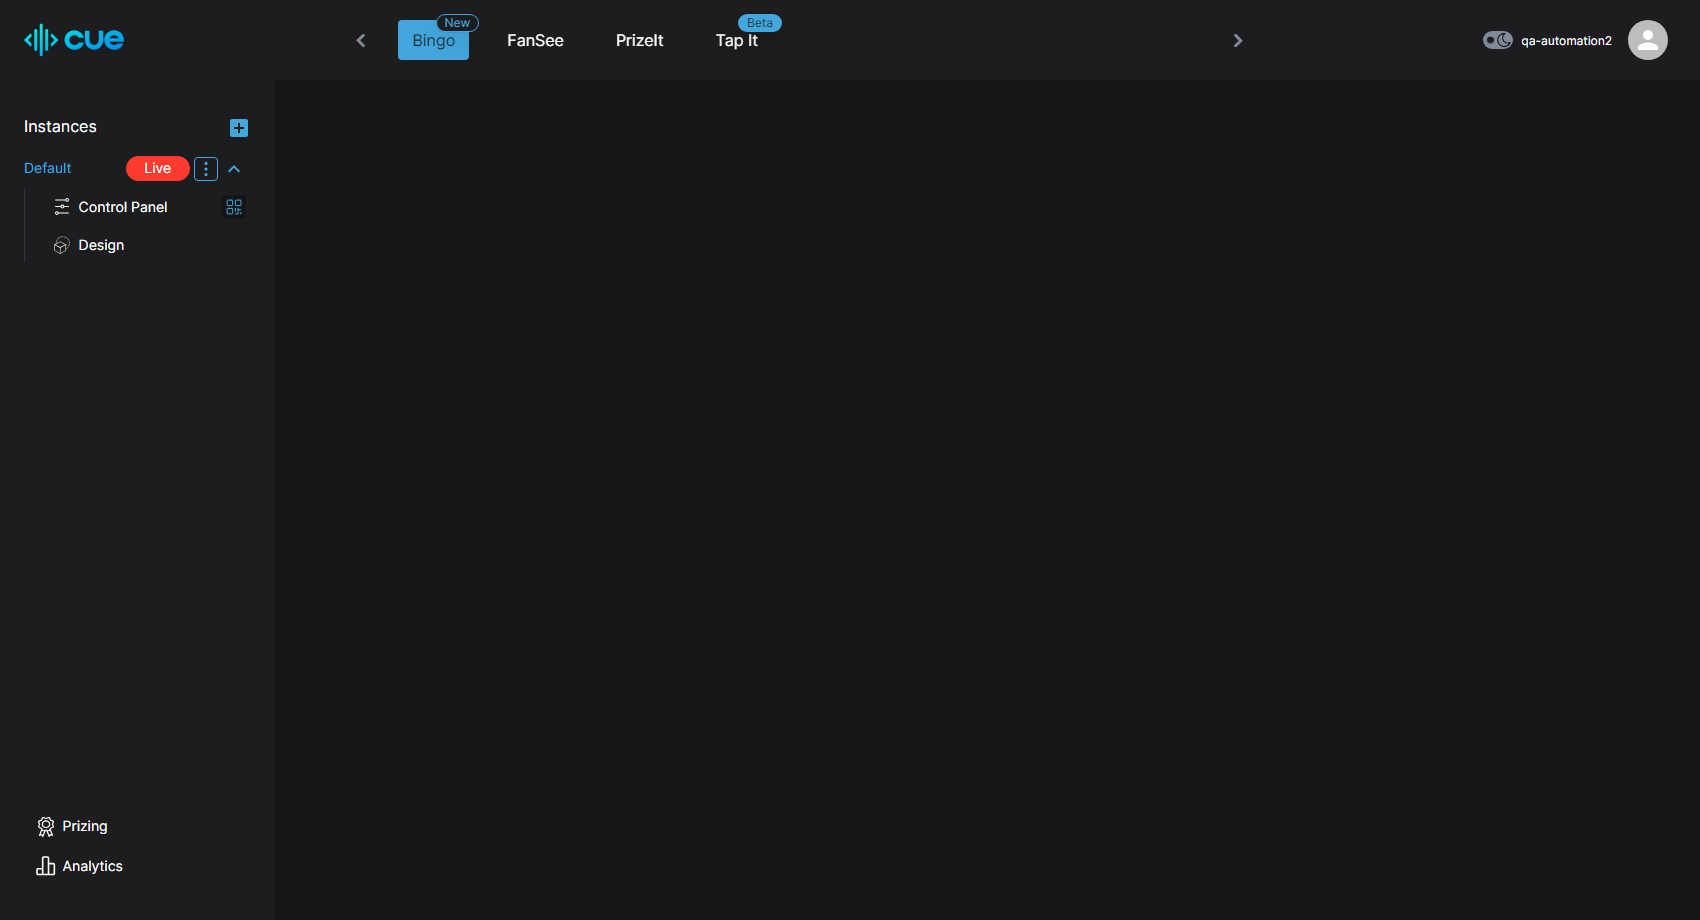 cue
New
Bingo
FanSee
PrizeIt
Beta
Tap It
qa-automation2
Instances
Default
Live
Control Panel
Design
Prizing
Analytics